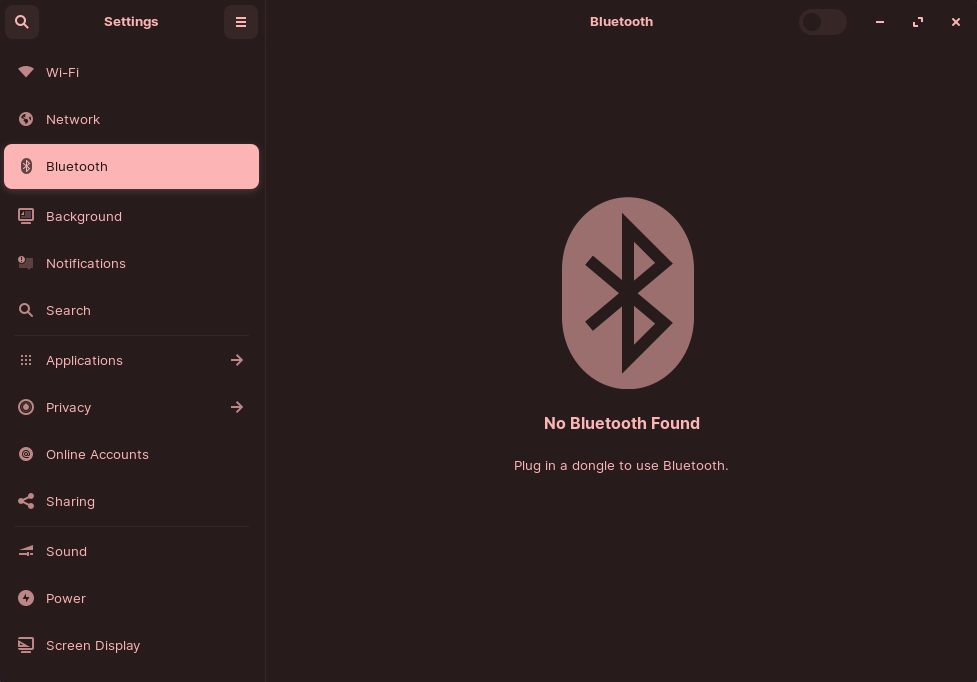 Settings
Bluetooth
Wi-Fi
Network
Bluetooth
Background
Notifications
Search
Applications
Privacy
Online Accounts
Sharing
Sound
Power
Screen Display
No Bluetooth Found
Plug in a dongle to use Bluetooth.